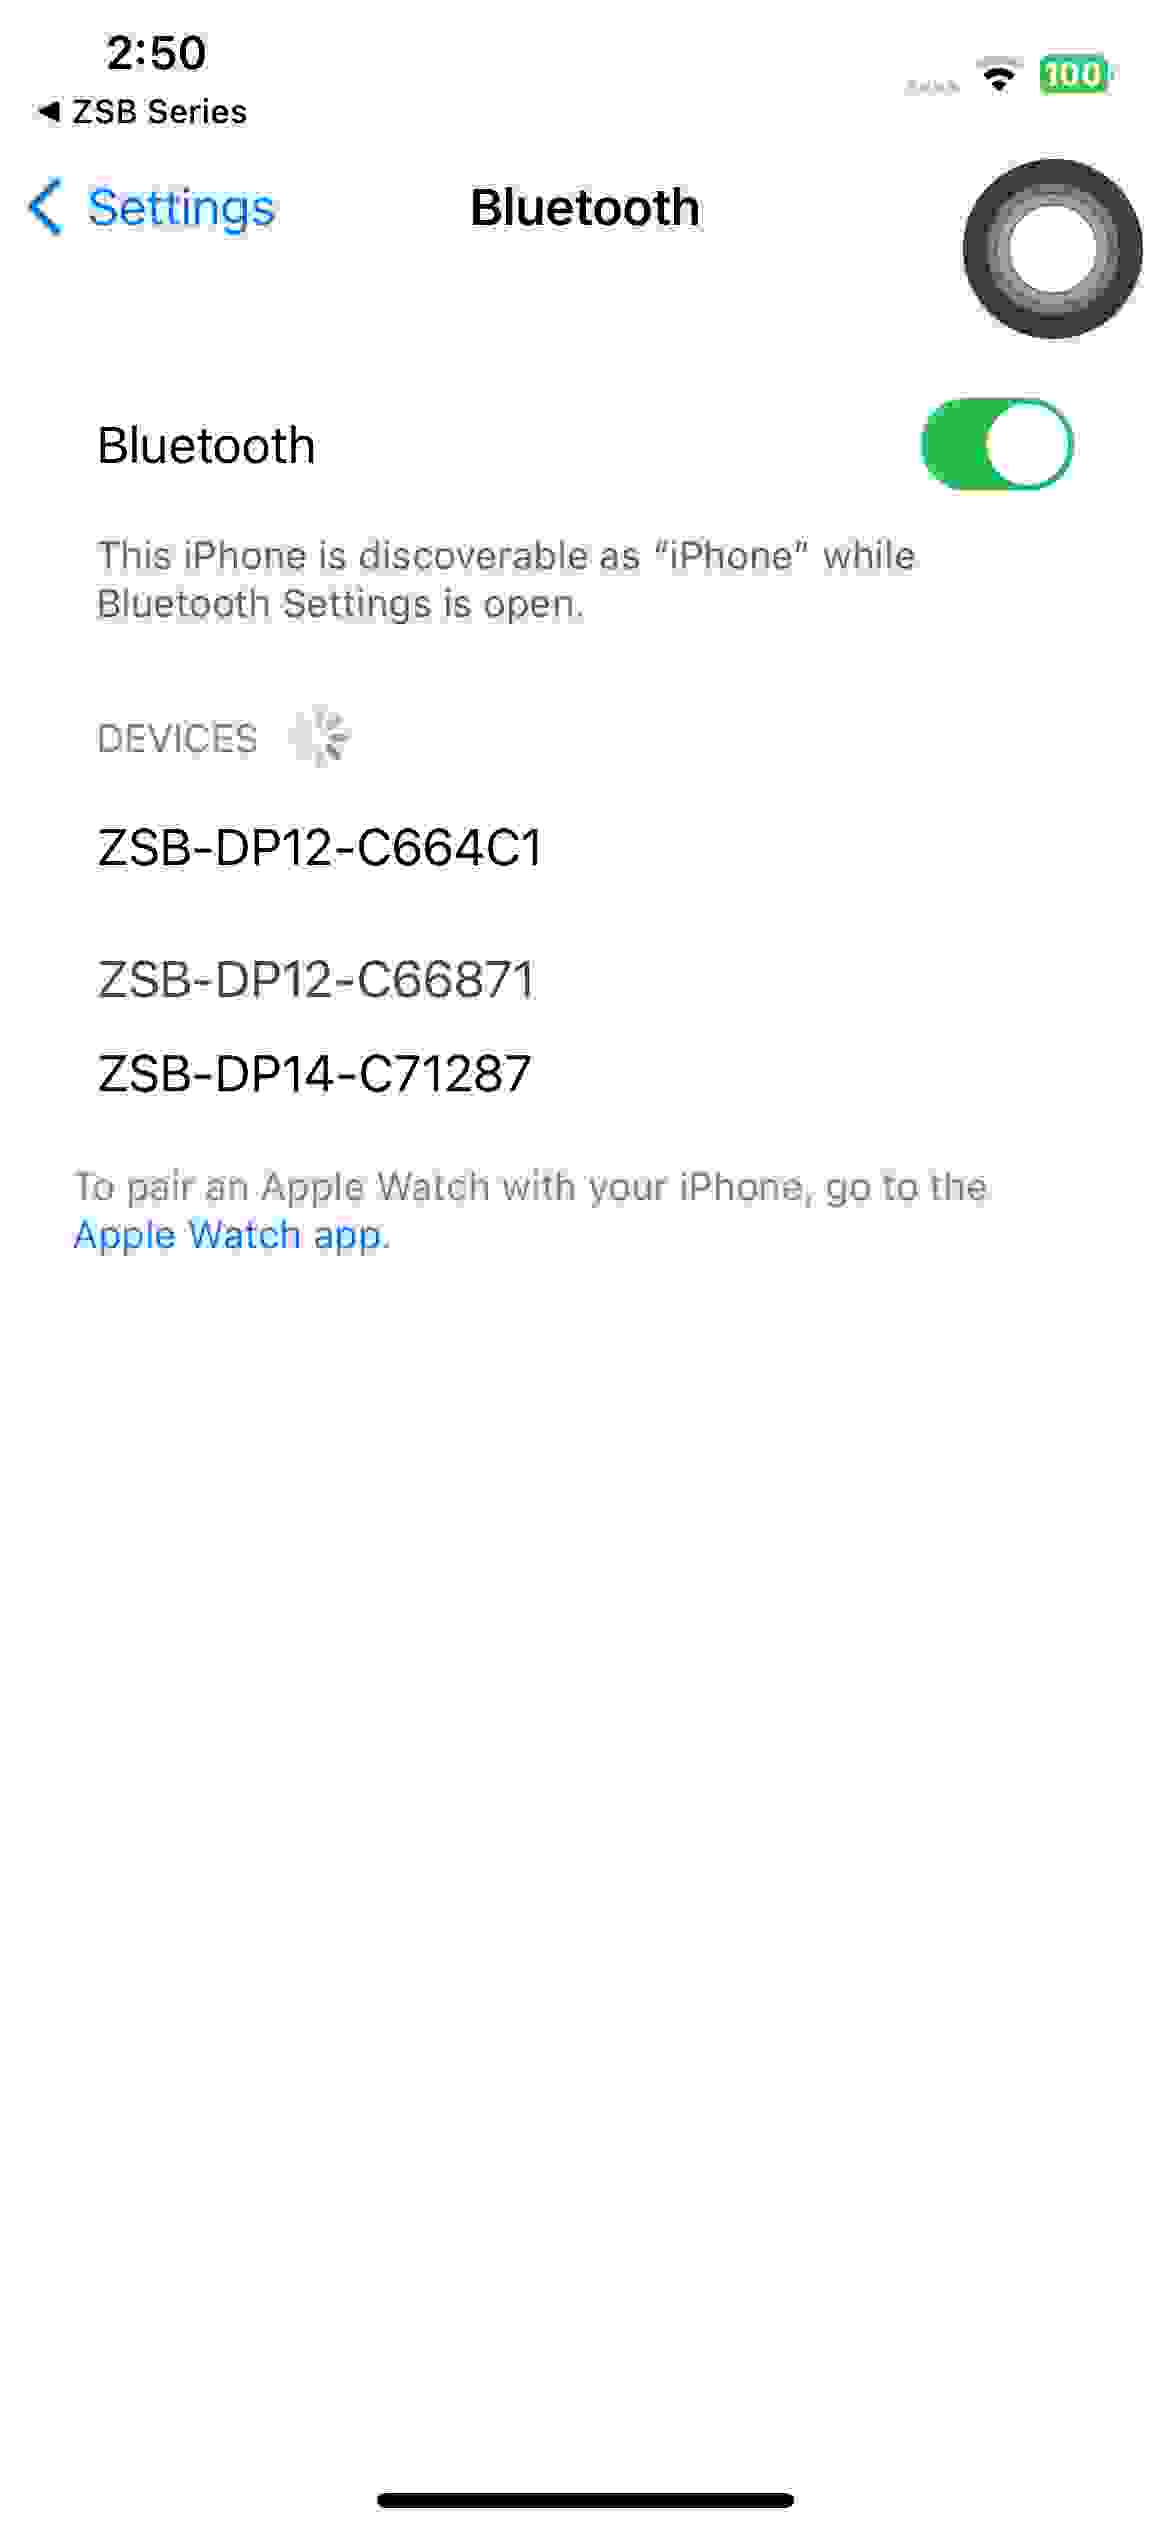 2:50
100
◀ ZSB Series
Settings
Bluetooth
Bluetooth
This iPhone is discoverable as “iPhone” while
Bluetooth Settings is open.
DEVICES
ZSB-DP12-C664C1
ZSB-DP12-C66871
ZSB-DP14-C71287
To pair an Apple Watch with your iPhone, go to the
Apple Watch app.